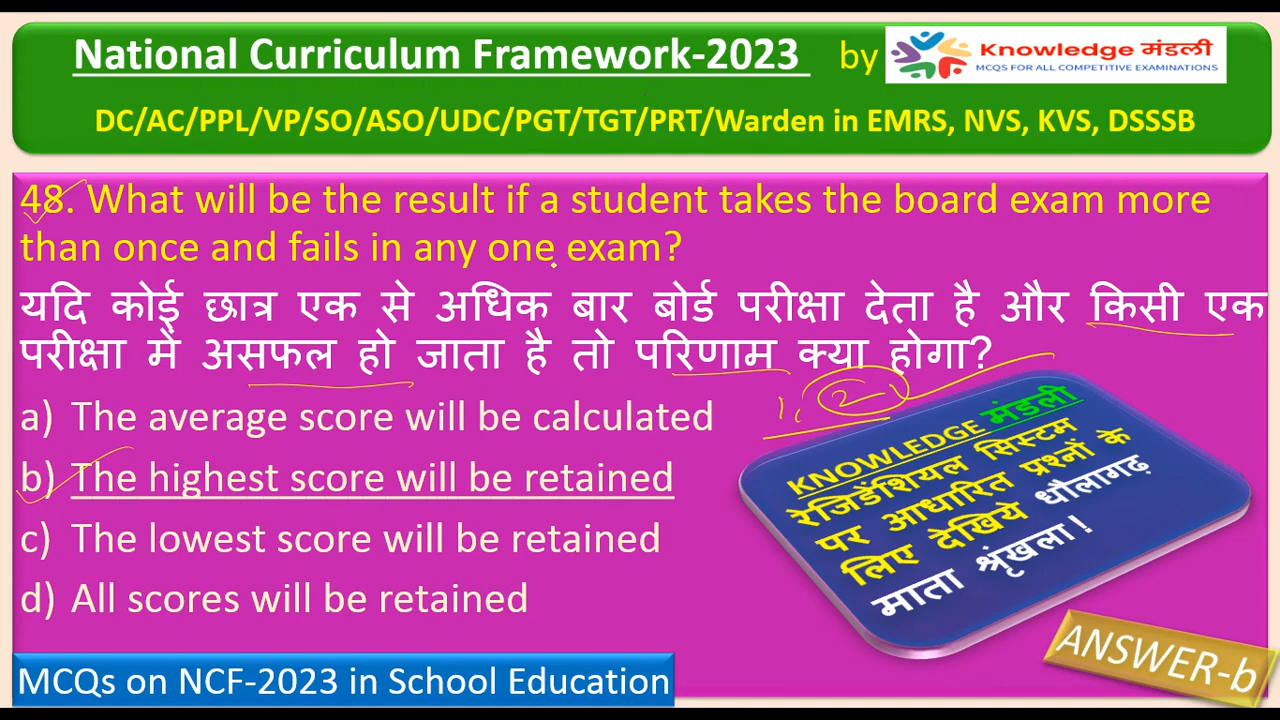 National Curriculum Framework-2023 by Knowledge मंडली
MCQS FOR ALL COMPETITIVE EXAMINATIONS
DC/AC/PPL/VP/SO/ASO/UDC/PGT/TGT/PRT/Warden in EMRS, NVS, KVS, DSSSB
48. What will be the result if a student takes the board exam more
than once and fails in any one exam?
यदि कोई छात्र एक से अधिक बार बोर्ड परीक्षा देता है और किसी एक
परीक्षा में असफल हो जाता है तो परिणाम क्या होगा?
a) The average score will be calculated
b) The highest score will be retained
c) The lowest score will be retained
d) All scores will be retained
1, 2
KNOWLEDGE मंडली
रेजिडेंशियल सिस्टम
पर आधारित प्रश्नों के
लिए देखिये धौलागढ़
माता श्रृंखला !
ANSWER-b
MCQs on NCF-2023 in School Education